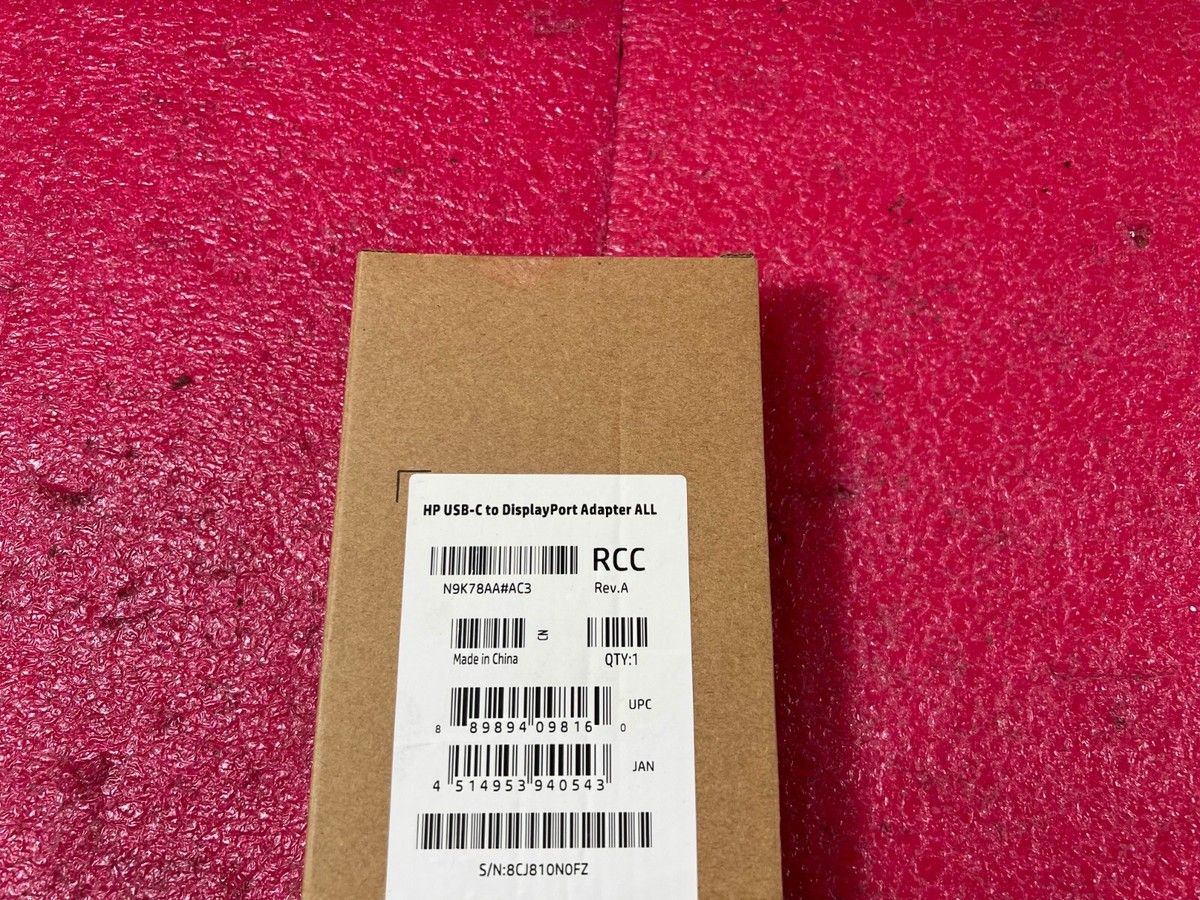 HP USB-C to DisplayPort Adapter ALL
RCC
N9K78AA#AC3
Rev.A
CN
Made in China
QTY:1
UPC
8 89894 09816 0
JAN
4 514953 940543
S/N:8CJ810N0FZ